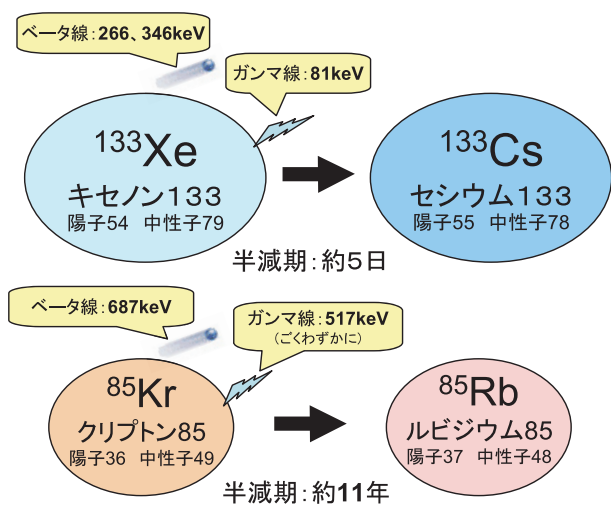 ベータ線：266、346keV
ガンマ線：81keV
133Xe
キセノン133
陽子54 中性子79
133Cs
セシウム133
陽子55 中性子78
半減期：約5日
ベータ線：687keV
ガンマ線：517keV
（ごくわずかに）
85Kr
クリプトン85
陽子36 中性子49
85Rb
ルビジウム85
陽子37 中性子48
半減期：約11年